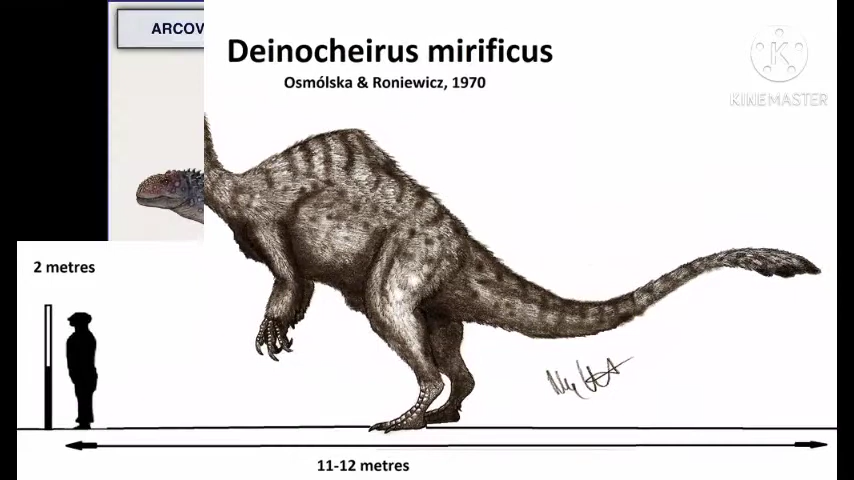 ARCOV
Deinocheirus mirificus
Osmólska & Roniewicz, 1970
K
KINEMASTER
2 metres
11-12 metres